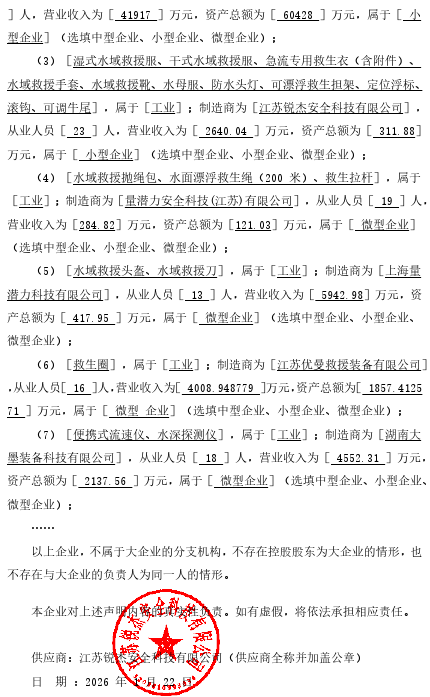 ］人，营业收入为［ 41917 ］万元，资产总额为［ 60428 ］万元，属于［ 小
型企业］（选填中型企业、小型企业、微型企业）；
（3）［湿式水域救援服、干式水域救援服、急流专用救生衣（含附件）、
水域救援手套、水域救援靴、水母服、防水头灯、可漂浮救生担架、定位浮标、
滚钩、可调牛尾］，属于［工业］；制造商为［江苏锐杰安全科技有限公司］，
从业人员［ 23 ］人，营业收入为［ 2640.04 ］万元，资产总额为［ 311.88］
万元，属于［ 小型企业］（选填中型企业、小型企业、微型企业）；
（4）［水域救援抛绳包、水面漂浮救生绳（200 米）、救生拉杆］，属于
［工业］；制造商为［量潜力安全科技(江苏)有限公司］，从业人员［ 19 ］人，
营业收入为［284.82］万元，资产总额为［121.03］万元，属于［ 微型企业］
（选填中型企业、小型企业、微型企业）；
（5）［水域救援头盔、水域救援刀］，属于［工业］；制造商为［上海量
潜力科技有限公司］，从业人员［ 13 ］人，营业收入为［5942.98］万元，资
产总额为［ 417.95 ］万元，属于［ 微型企业］（选填中型企业、小型企业、
微型企业）；
（6）［救生圈］，属于［工业］；制造商为［江苏优曼救援装备有限公司］
,从业人员［ 16 ］人,营业收入为［ 4008.948779 ］万元,资产总额为［ 1857.4125
71 ］万元，属于［ 微型 企业］（选填中型企业、小型企业、微型企业）；
（7）［便携式流速仪、水深探测仪］，属于［工业］；制造商为［湖南大
墨装备科技有限公司］，从业人员［ 18 ］人，营业收入为［4552.31］万元，
资产总额为［ 2137.56 ］万元，属于［ 微型企业］（选填中型企业、小型企业、
微型企业）；
……
以上企业，不属于大企业的分支机构，不存在控股股东为大企业的情形，也
不存在与大企业的负责人为同一人的情形。
本企业对上述声明内容的真实性负责。如有虚假，将依法承担相应责任。
供应商：江苏锐杰安全科技有限公司（供应商全称并加盖公章）
日 期：2026 年 1 月 22 日
江苏锐杰安全科技有限公司